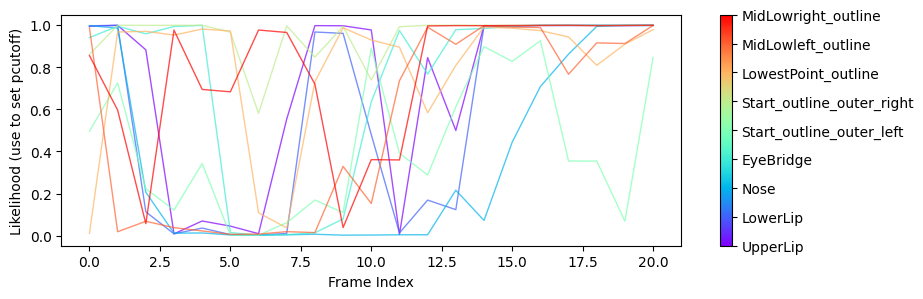 1.0
0.8
0.6
0.4
0.2
0.0
Likelihood (use to set pcutoff)
0.0 2.5 5.0 7.5 10.0 12.5 15.0 17.5 20.0
Frame Index
MidLowright_outline
MidLowleft_outline
LowestPoint_outline
Start_outline_outer_right
Start_outline_outer_left
EyeBridge
Nose
LowerLip
UpperLip